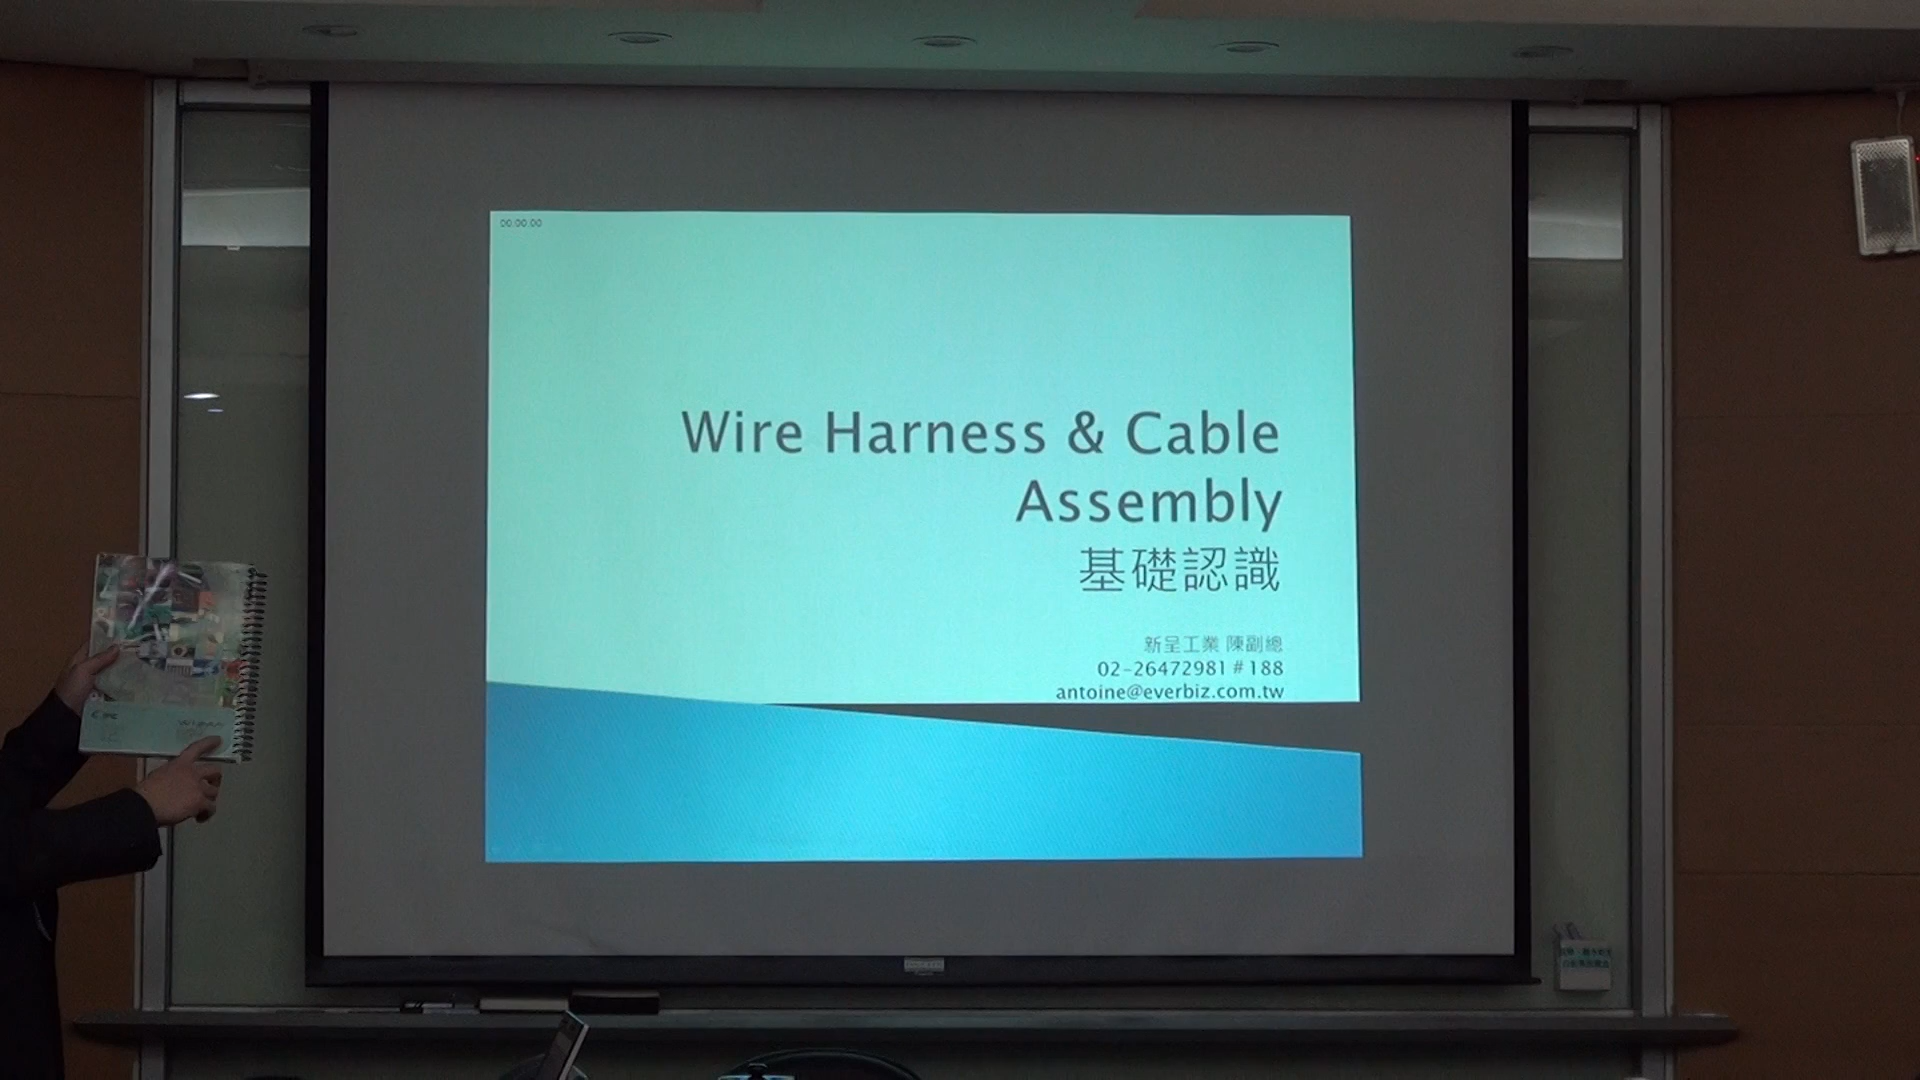 00:00:00
Wire Harness & Cable
Assembly
基礎認識
新呈工業 陳副總
02-26472981#188
antoine@everbiz.com.tw